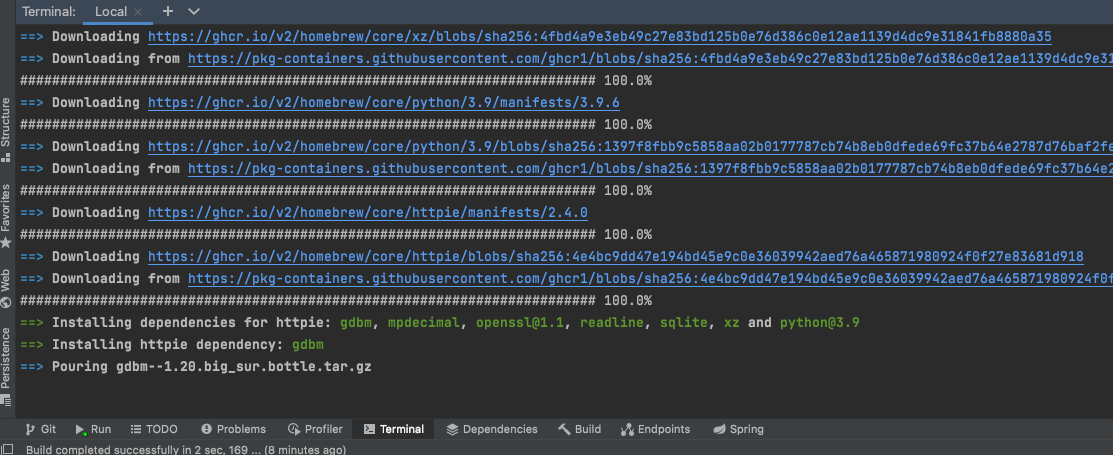 Terminal: Local
==> Downloading https://ghcr.io/v2/homebrew/core/xz/blobs/sha256:4fbd4a9e3eb49c27e83bd125b0e76d386c0e12ae1139d4dc9e31841fb8880a35
==> Downloading from https://pkg-containers.githubusercontent.com/ghcr1/blobs/sha256:4fbd4a9e3eb49c27e83bd125b0e76d386c0e12ae1139d4dc9e31
######################################################################## 100.0%
==> Downloading https://ghcr.io/v2/homebrew/core/python/3.9/manifests/3.9.6
######################################################################## 100.0%
==> Downloading https://ghcr.io/v2/homebrew/core/python/3.9/blobs/sha256:1397f8fbb9c5858aa02b0177787cb74b8eb0dfede69fc37b64e2787d76baf2fe
==> Downloading from https://pkg-containers.githubusercontent.com/ghcr1/blobs/sha256:1397f8fbb9c5858aa02b0177787cb74b8eb0dfede69fc37b64e2
######################################################################## 100.0%
==> Downloading https://ghcr.io/v2/homebrew/core/httpie/manifests/2.4.0
######################################################################## 100.0%
==> Downloading https://ghcr.io/v2/homebrew/core/httpie/blobs/sha256:4e4bc9dd47e194bd45e9c0e36039942aed76a465871980924f0f27e83681d918
==> Downloading from https://pkg-containers.githubusercontent.com/ghcr1/blobs/sha256:4e4bc9dd47e194bd45e9c0e36039942aed76a465871980924f0f
######################################################################## 100.0%
==> Installing dependencies for httpie: gdbm, mpdecimal, openssl@1.1, readline, sqlite, xz and python@3.9
==> Installing httpie dependency: gdbm
==> Pouring gdbm--1.20.big_sur.bottle.tar.gz
Structure
Favorites
Web
Persistence
Git Run TODO Problems Profiler Terminal Dependencies Build Endpoints Spring
Build completed successfully in 2 sec, 169 ... (8 minutes ago)